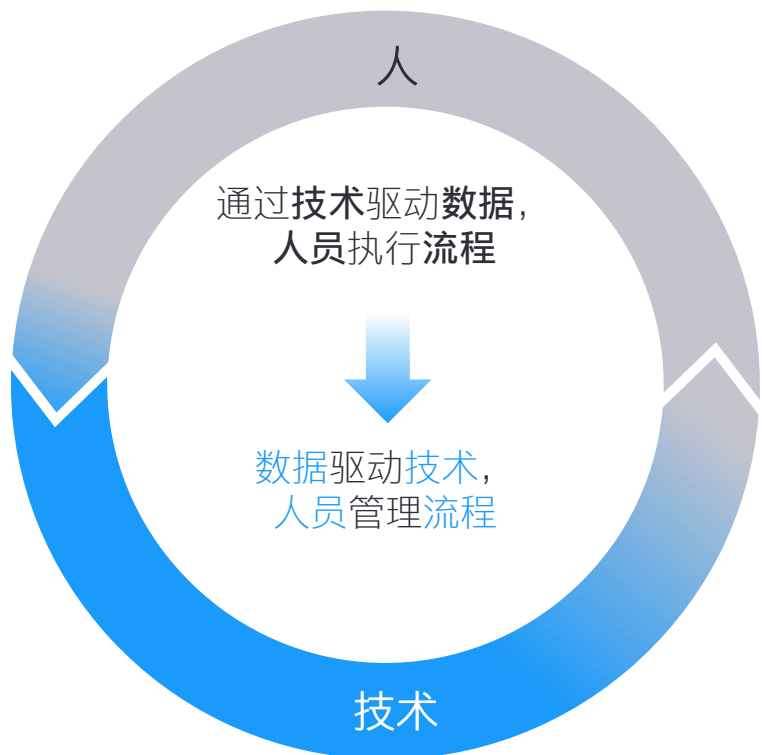 人
通过技术驱动数据，
人员执行流程
数据驱动技术，
人员管理流程
技术